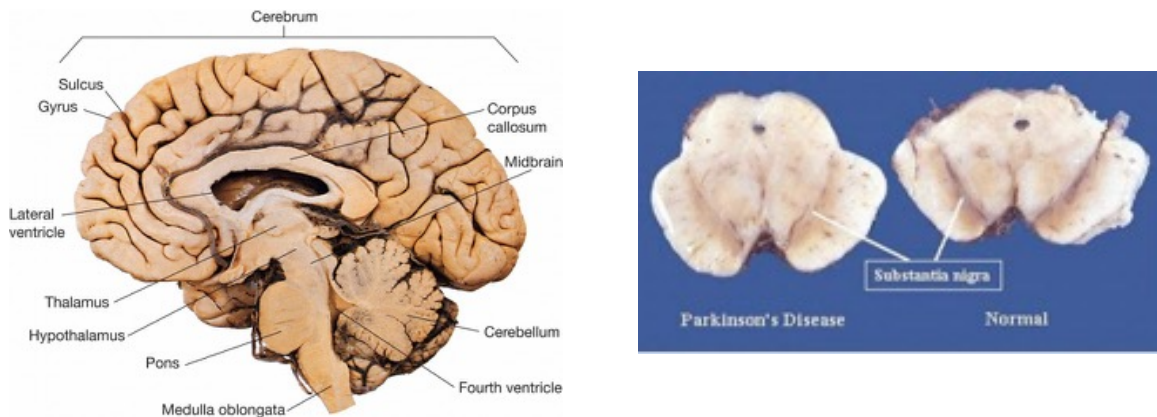 Cerebrum
Sulcus
Gyrus
Corpus
callosum
Midbrain
Lateral
ventricle
Thalamus
Hypothalamus
Pons
Cerebellum
Fourth ventricle
Medulla oblongata
Substantia nigra
Parkinson's Disease
Normal